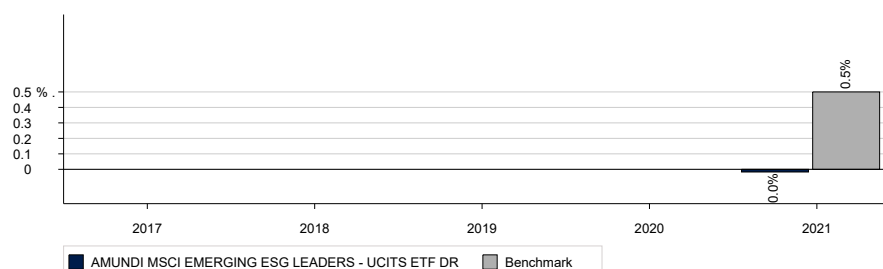 0.5%
0.5 % .
0.4
0.3
0.2
0.1
0
0.0%
2017 2018 2019 2020 2021
AMUNDI MSCI EMERGING ESG LEADERS - UCITS ETF DR Benchmark